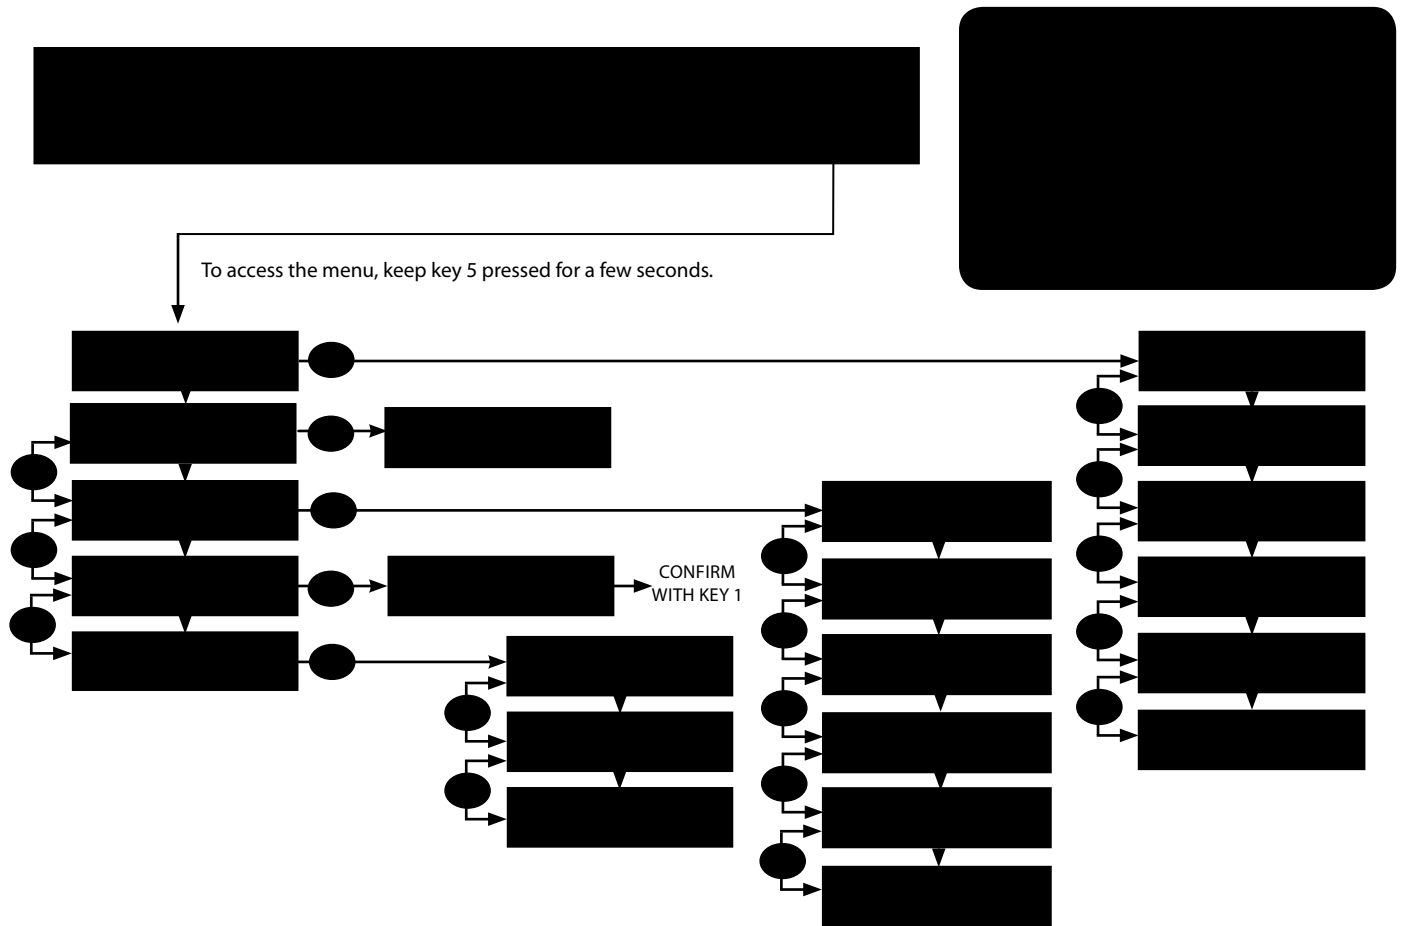 To access the menu, keep key 5 pressed for a few seconds.
CONFIRM
WITH KEY 1